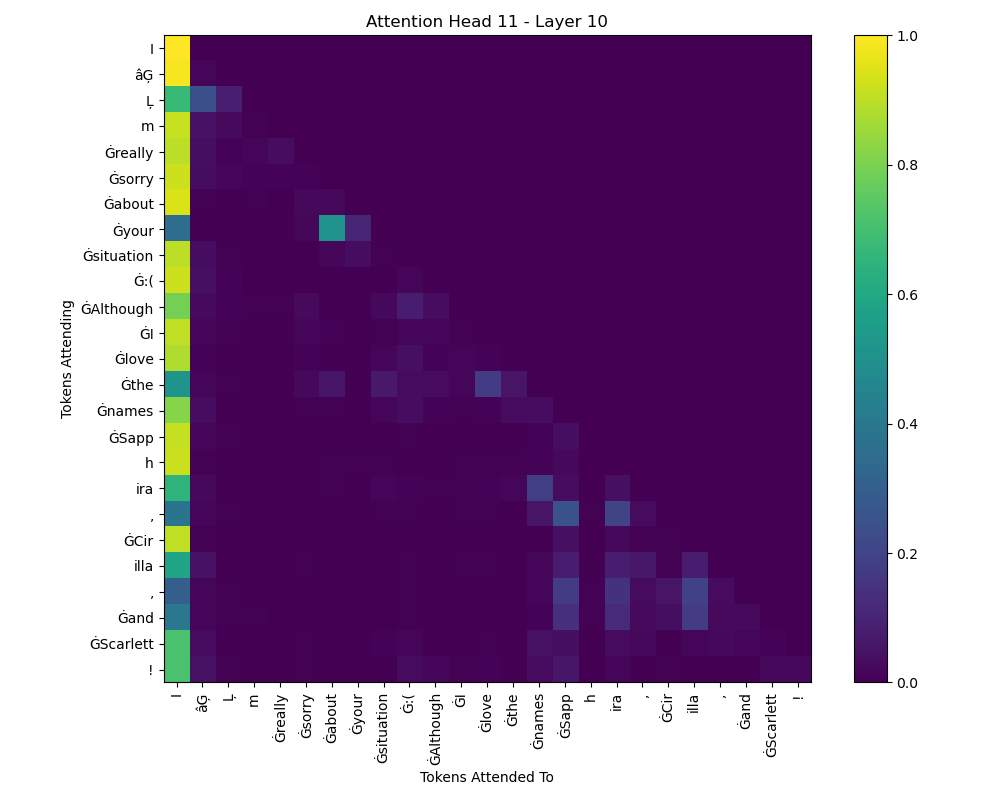 Attention Head 11 - Layer 10
I
âĢ
Ļ
m
Ġreally
Ġsorry
Ġabout
Ġyour
Ġsituation
Ġ:(
ĠAlthough
ĠI
Ġlove
Ġthe
Ġnames
ĠSapp
h
ira
,
ĠCir
illa
,
Ġand
ĠScarlett
!
Tokens Attending
I
âĢ
Ļ
m
Ġreally
Ġsorry
Ġabout
Ġyour
Ġsituation
Ġ:(
ĠAlthough
ĠI
Ġlove
Ġthe
Ġnames
ĠSapp
h
ira
,
ĠCir
illa
,
Ġand
ĠScarlett
!
Tokens Attended To
1.0
0.8
0.6
0.4
0.2
0.0